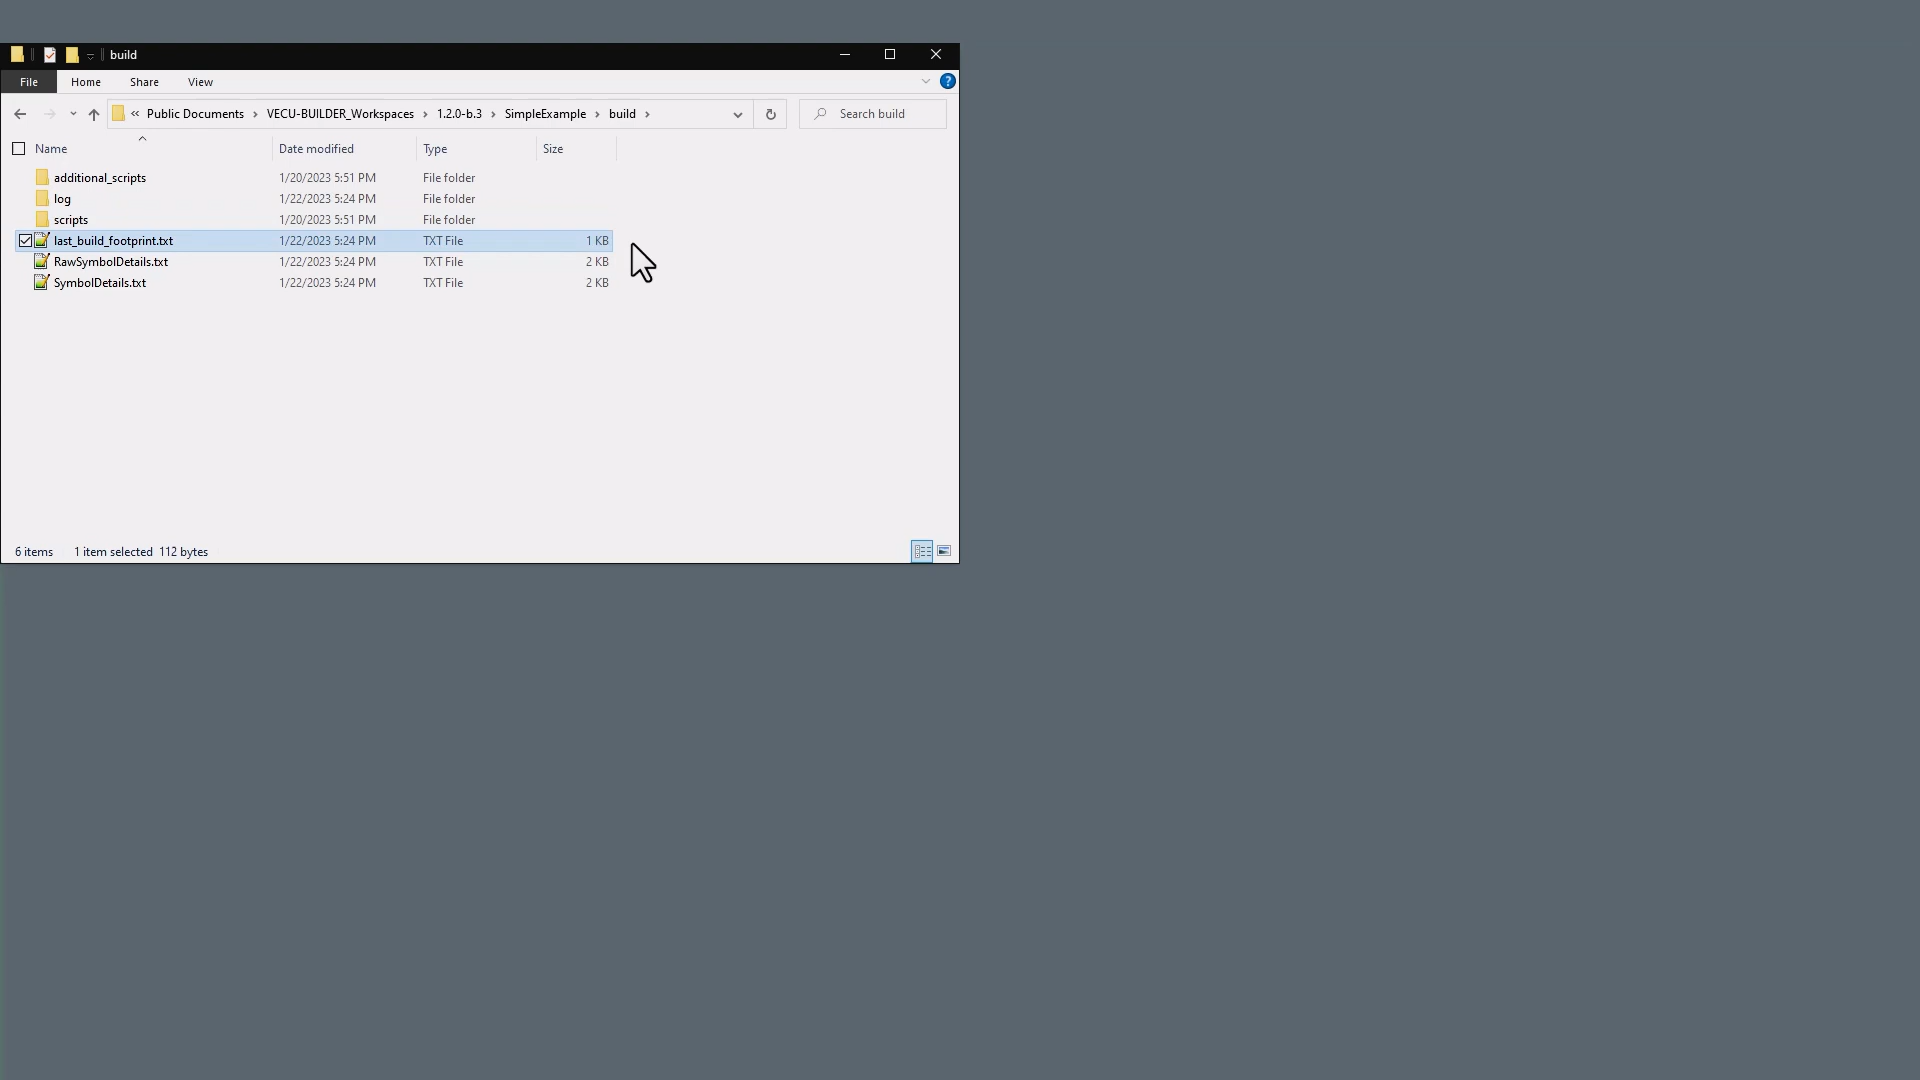 build
File Home Share View ?
« Public Documents › VECU-BUILDER_Workspaces › 1.2.0-b.3 › SimpleExample › build › Search build
Name Date modified Type Size
additional_scripts 1/20/2023 5:51 PM File folder
log 1/22/2023 5:24 PM File folder
scripts 1/20/2023 5:51 PM File folder
last_build_footprint.txt 1/22/2023 5:24 PM TXT File 1 KB
RawSymbolDetails.txt 1/22/2023 5:24 PM TXT File 2 KB
SymbolDetails.txt 1/22/2023 5:24 PM TXT File 2 KB
6 items 1 item selected 112 bytes